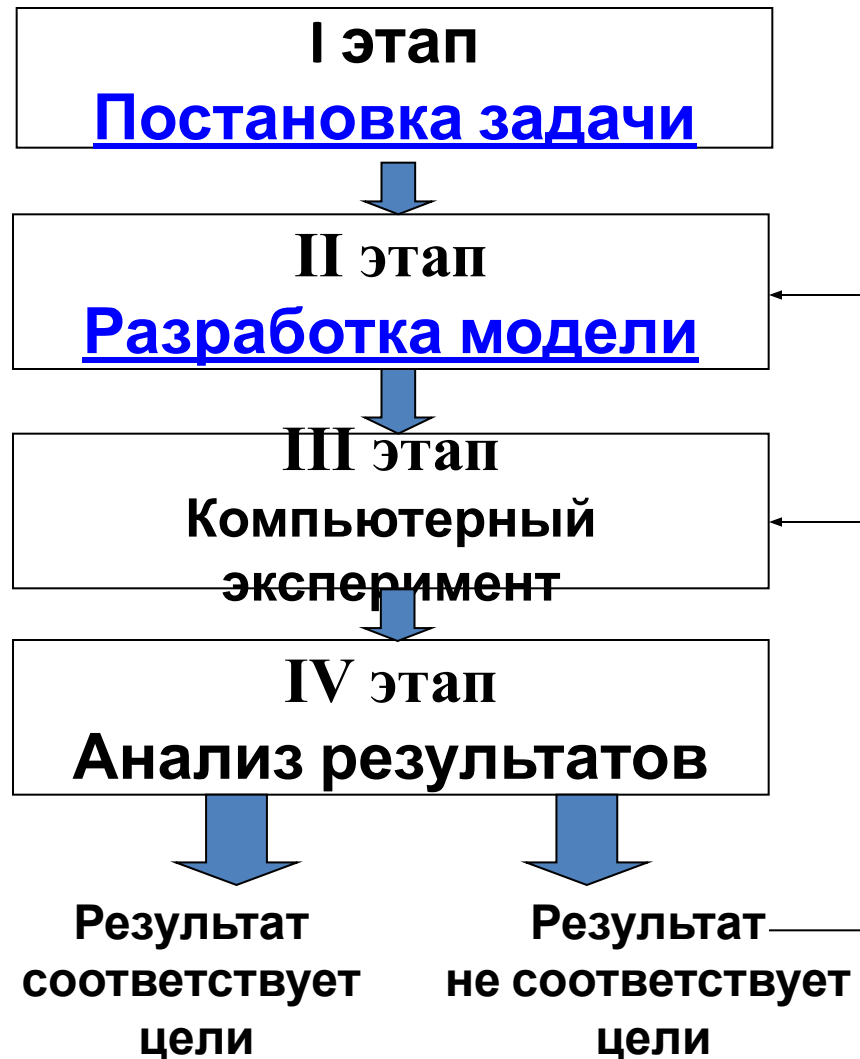 I этап
Постановка задачи
II этап
Разработка модели
III этап
Компьютерный
эксперимент
IV этап
Анализ результатов
Результат
соответствует
цели
Результат
не соответствует
цели